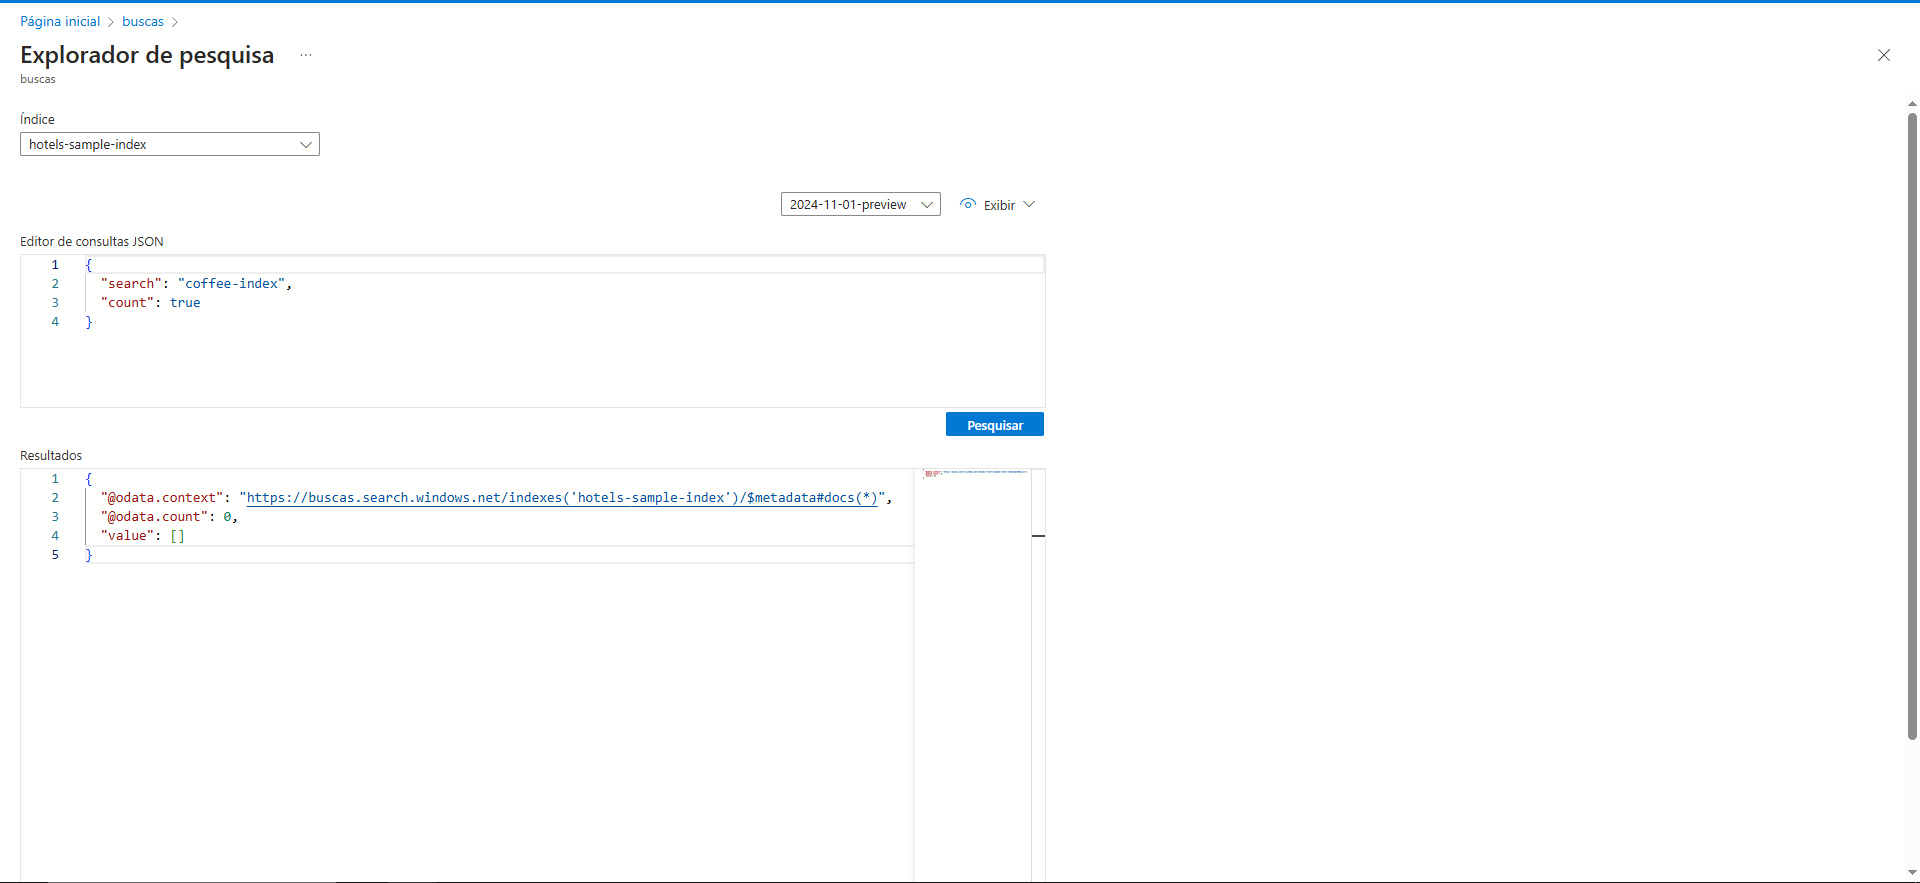 Página inicial > buscas >
Explorador de pesquisa ...
buscas
Índice
hotels-sample-index
2024-11-01-preview
Exibir
Editor de consultas JSON
1 {
2 "search": "coffee-index",
3 "count": true
4 }
Pesquisar
Resultados
1 {
2 "@odata.context": "https://buscas.search.windows.net/indexes('hotels-sample-index')/$metadata#docs(*)",
3 "@odata.count": 0,
4 "value": []
5 }